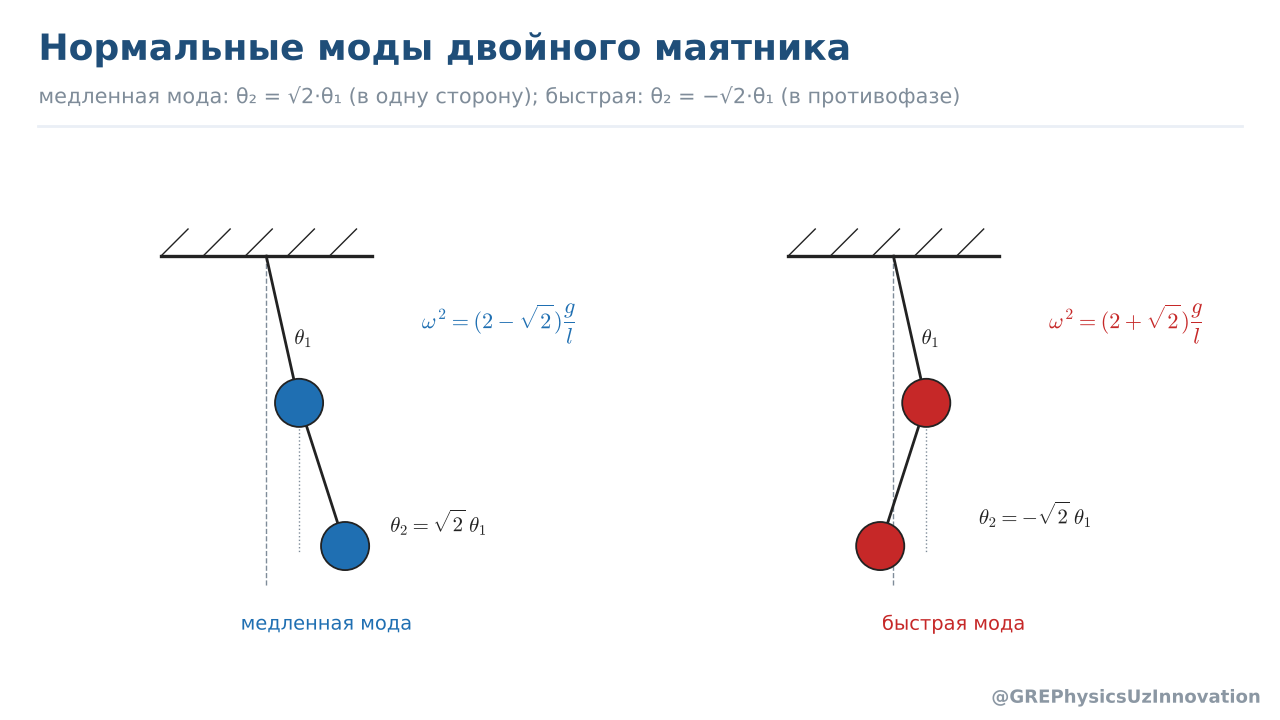 Нормальные моды двойного маятника
медленная мода: θ₂ = √2·θ₁ (в одну сторону); быстрая: θ₂ = −√2·θ₁ (в противофазе)
ω² = (2 − √2) g/l
ω² = (2 + √2) g/l
θ₁
θ₁
θ₂ = √2 θ₁
θ₂ = −√2 θ₁
медленная мода
быстрая мода
@GREPhysicsUzInnovation